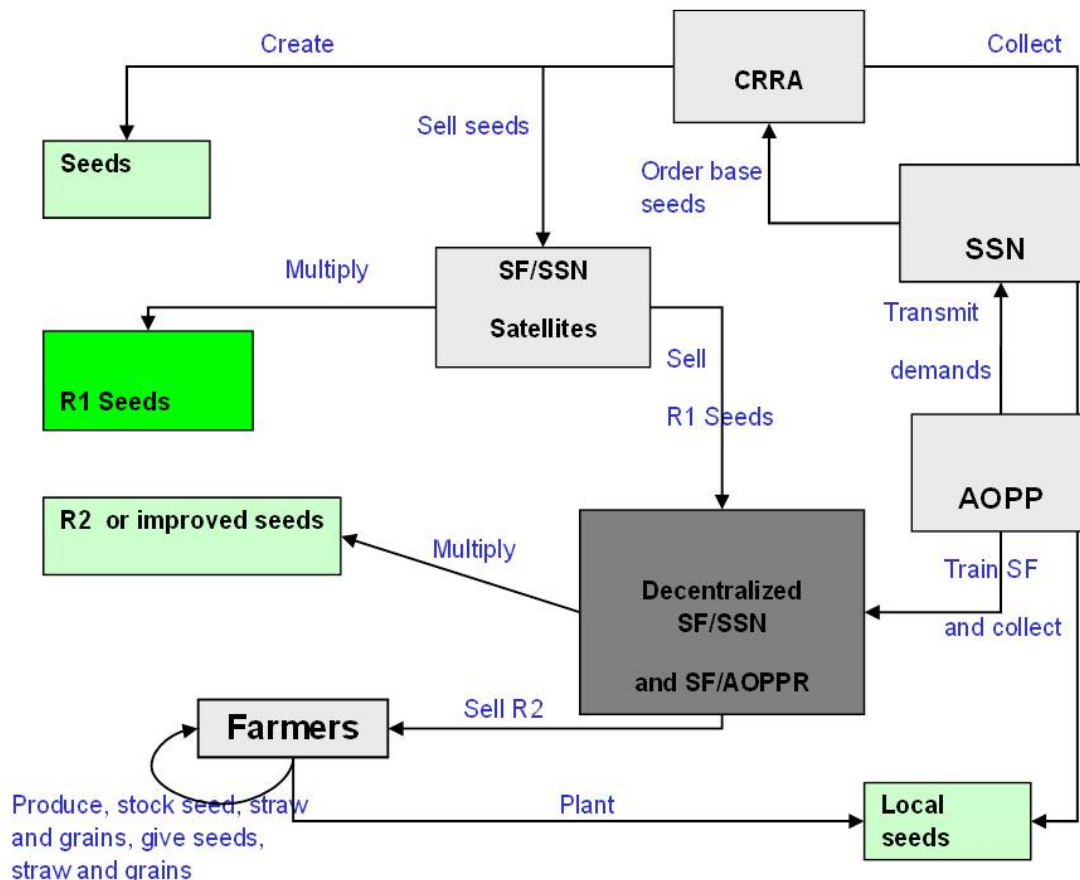 Create
Collect
CRRA
Sell seeds
Seeds
Order base
seeds
SSN
SF/SSN
Satellites
Multiply
Transmit
demands
Sell
R1 Seeds
R1 Seeds
AOPP
R2 or improved seeds
Multiply
Train SF
and collect
Decentralized
SF/SSN
and SF/AOPPR
Sell R2
Farmers
Produce, stock seed, straw
and grains, give seeds,
straw and grains
Plant
Local
seeds